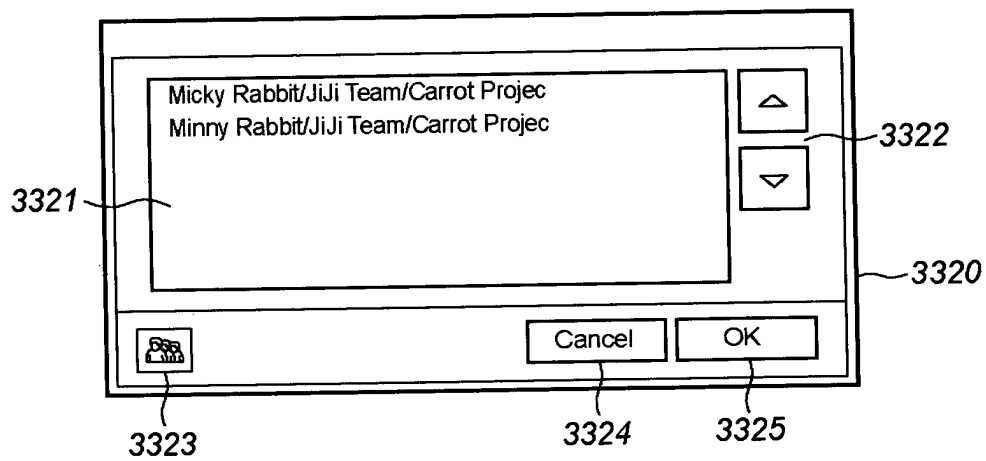 Micky Rabbit/JiJi Team/Carrot Projec
Minny Rabbit/JiJi Team/Carrot Projec
3322
3321
3320
Cancel
OK
3323
3324
3325